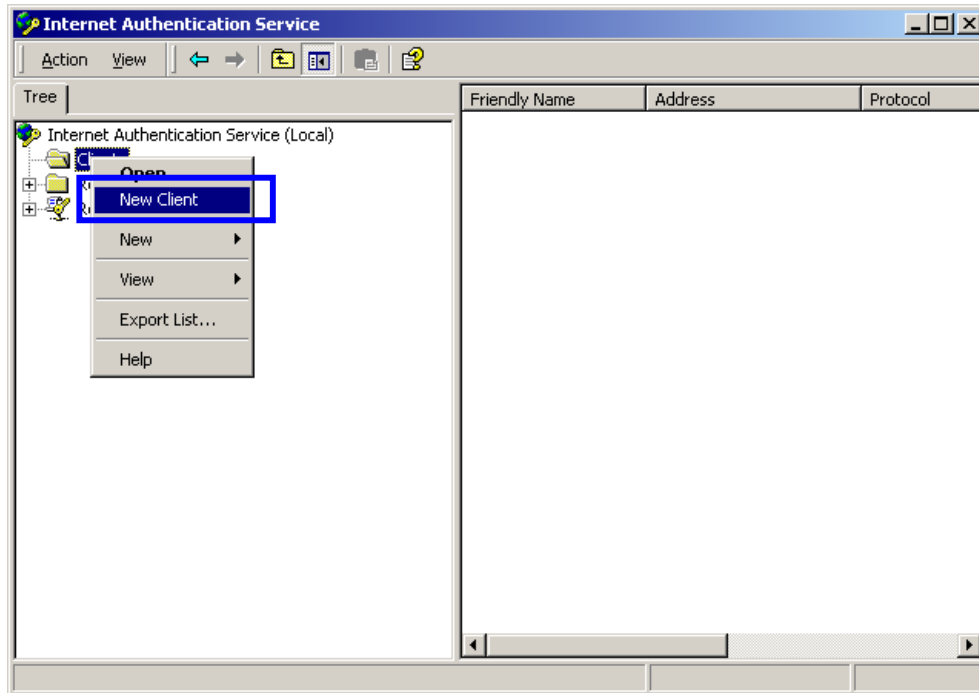 Internet Authentication Service
Action View
Tree
Friendly Name Address Protocol
Internet Authentication Service (Local)
Open
New Client
New
View
Export List...
Help